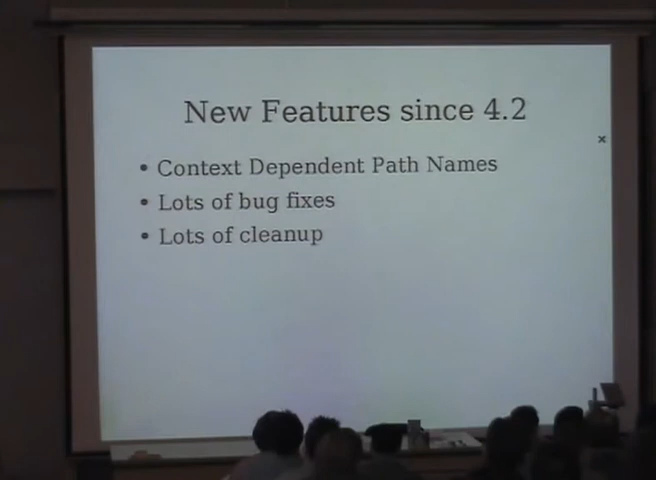 New Features since 4.2
• Context Dependent Path Names
• Lots of bug fixes
• Lots of cleanup